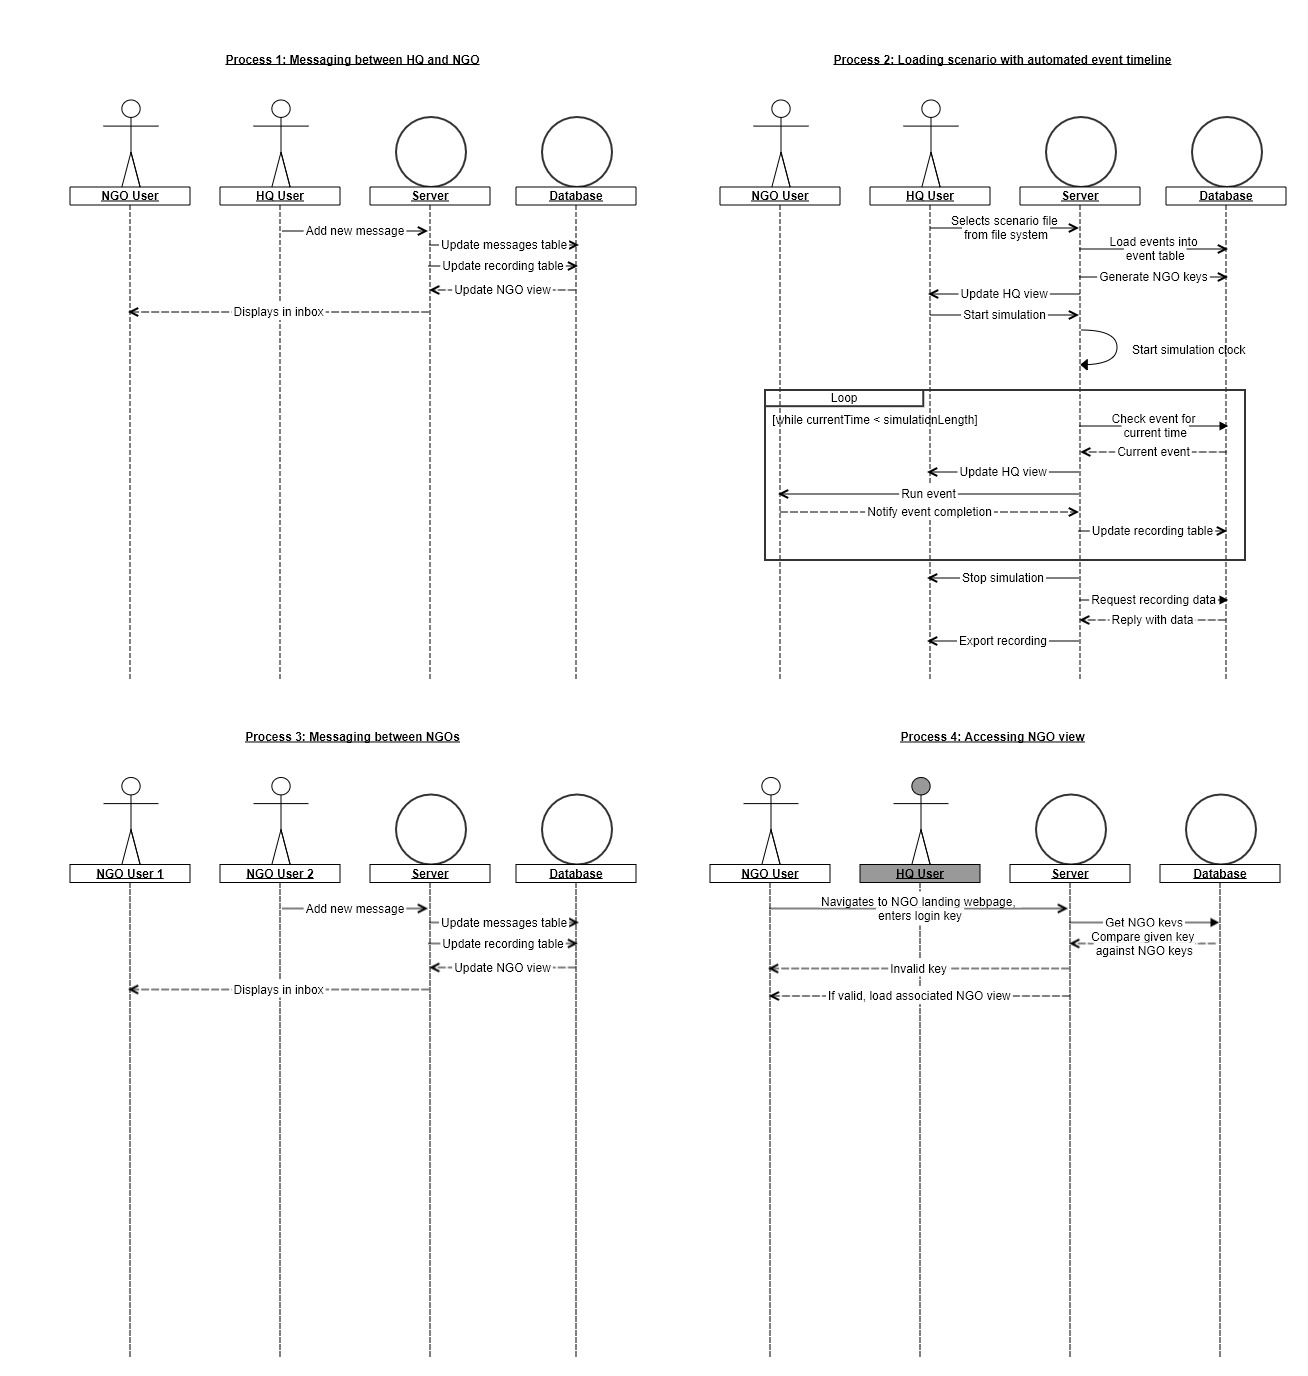 Process 1: Messaging between HQ and NGO
NGO User
HQ User
Server
Database
Add new message
Update messages table
Update recording table
Update NGO view
Displays in inbox
Process 2: Loading scenario with automated event timeline
NGO User
HQ User
Server
Database
Selects scenario file
from file system
Load events into
event table
Generate NGO keys
Update HQ view
Start simulation
Start simulation clock
Loop
[while currentTime < simulationLength]
Check event for
current time
Current event
Update HQ view
Run event
Notify event completion
Update recording table
Stop simulation
Request recording data
Reply with data
Export recording
Process 3: Messaging between NGOs
NGO User 1
NGO User 2
Server
Database
Add new message
Update messages table
Update recording table
Update NGO view
Displays in inbox
Process 4: Accessing NGO view
NGO User
HQ User
Server
Database
Navigates to NGO landing webpage,
enters login key
Get NGO keys
Compare given key
against NGO keys
Invalid key
If valid, load associated NGO view